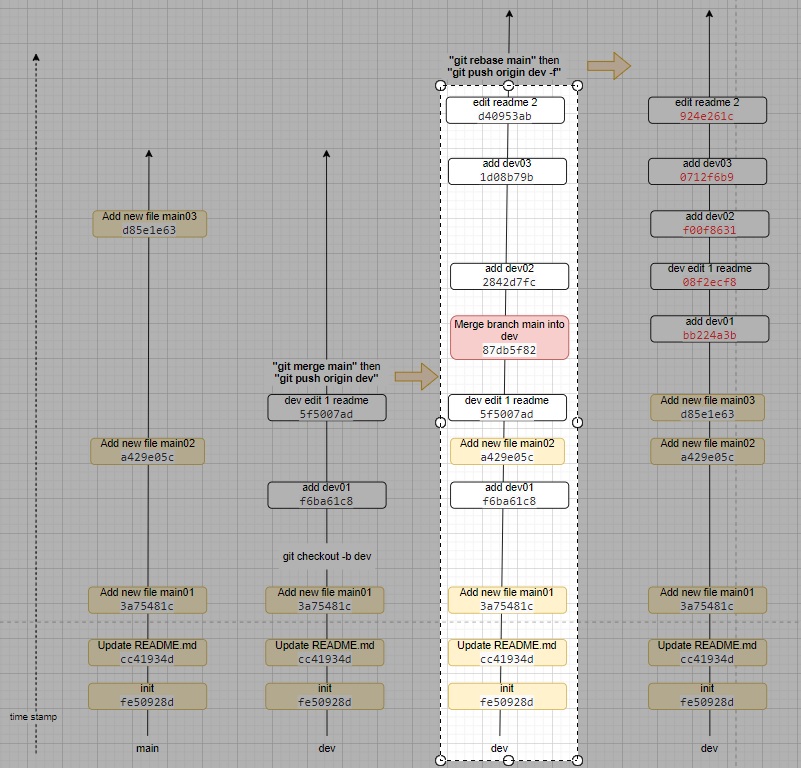 "git rebase main" then
"git push origin dev -f"
edit readme 2
d40953ab
edit readme 2
924e261c
add dev03
1d08b79b
add dev03
0712f6b9
Add new file main03
d85e1e63
add dev02
f00f8631
add dev02
2842d7fc
dev edit 1 readme
08f2ecf8
Merge branch main into
dev
87db5f82
add dev01
bb224a3b
"git merge main" then
"git push origin dev"
dev edit 1 readme
5f5007ad
dev edit 1 readme
5f5007ad
Add new file main03
d85e1e63
Add new file main02
a429e05c
Add new file main02
a429e05c
Add new file main02
a429e05c
add dev01
f6ba61c8
add dev01
f6ba61c8
git checkout -b dev
Add new file main01
3a75481c
Add new file main01
3a75481c
Add new file main01
3a75481c
Add new file main01
3a75481c
Update README.md
cc41934d
Update README.md
cc41934d
Update README.md
cc41934d
Update README.md
cc41934d
init
fe50928d
init
fe50928d
init
fe50928d
init
fe50928d
time stamp
main
dev
dev
dev